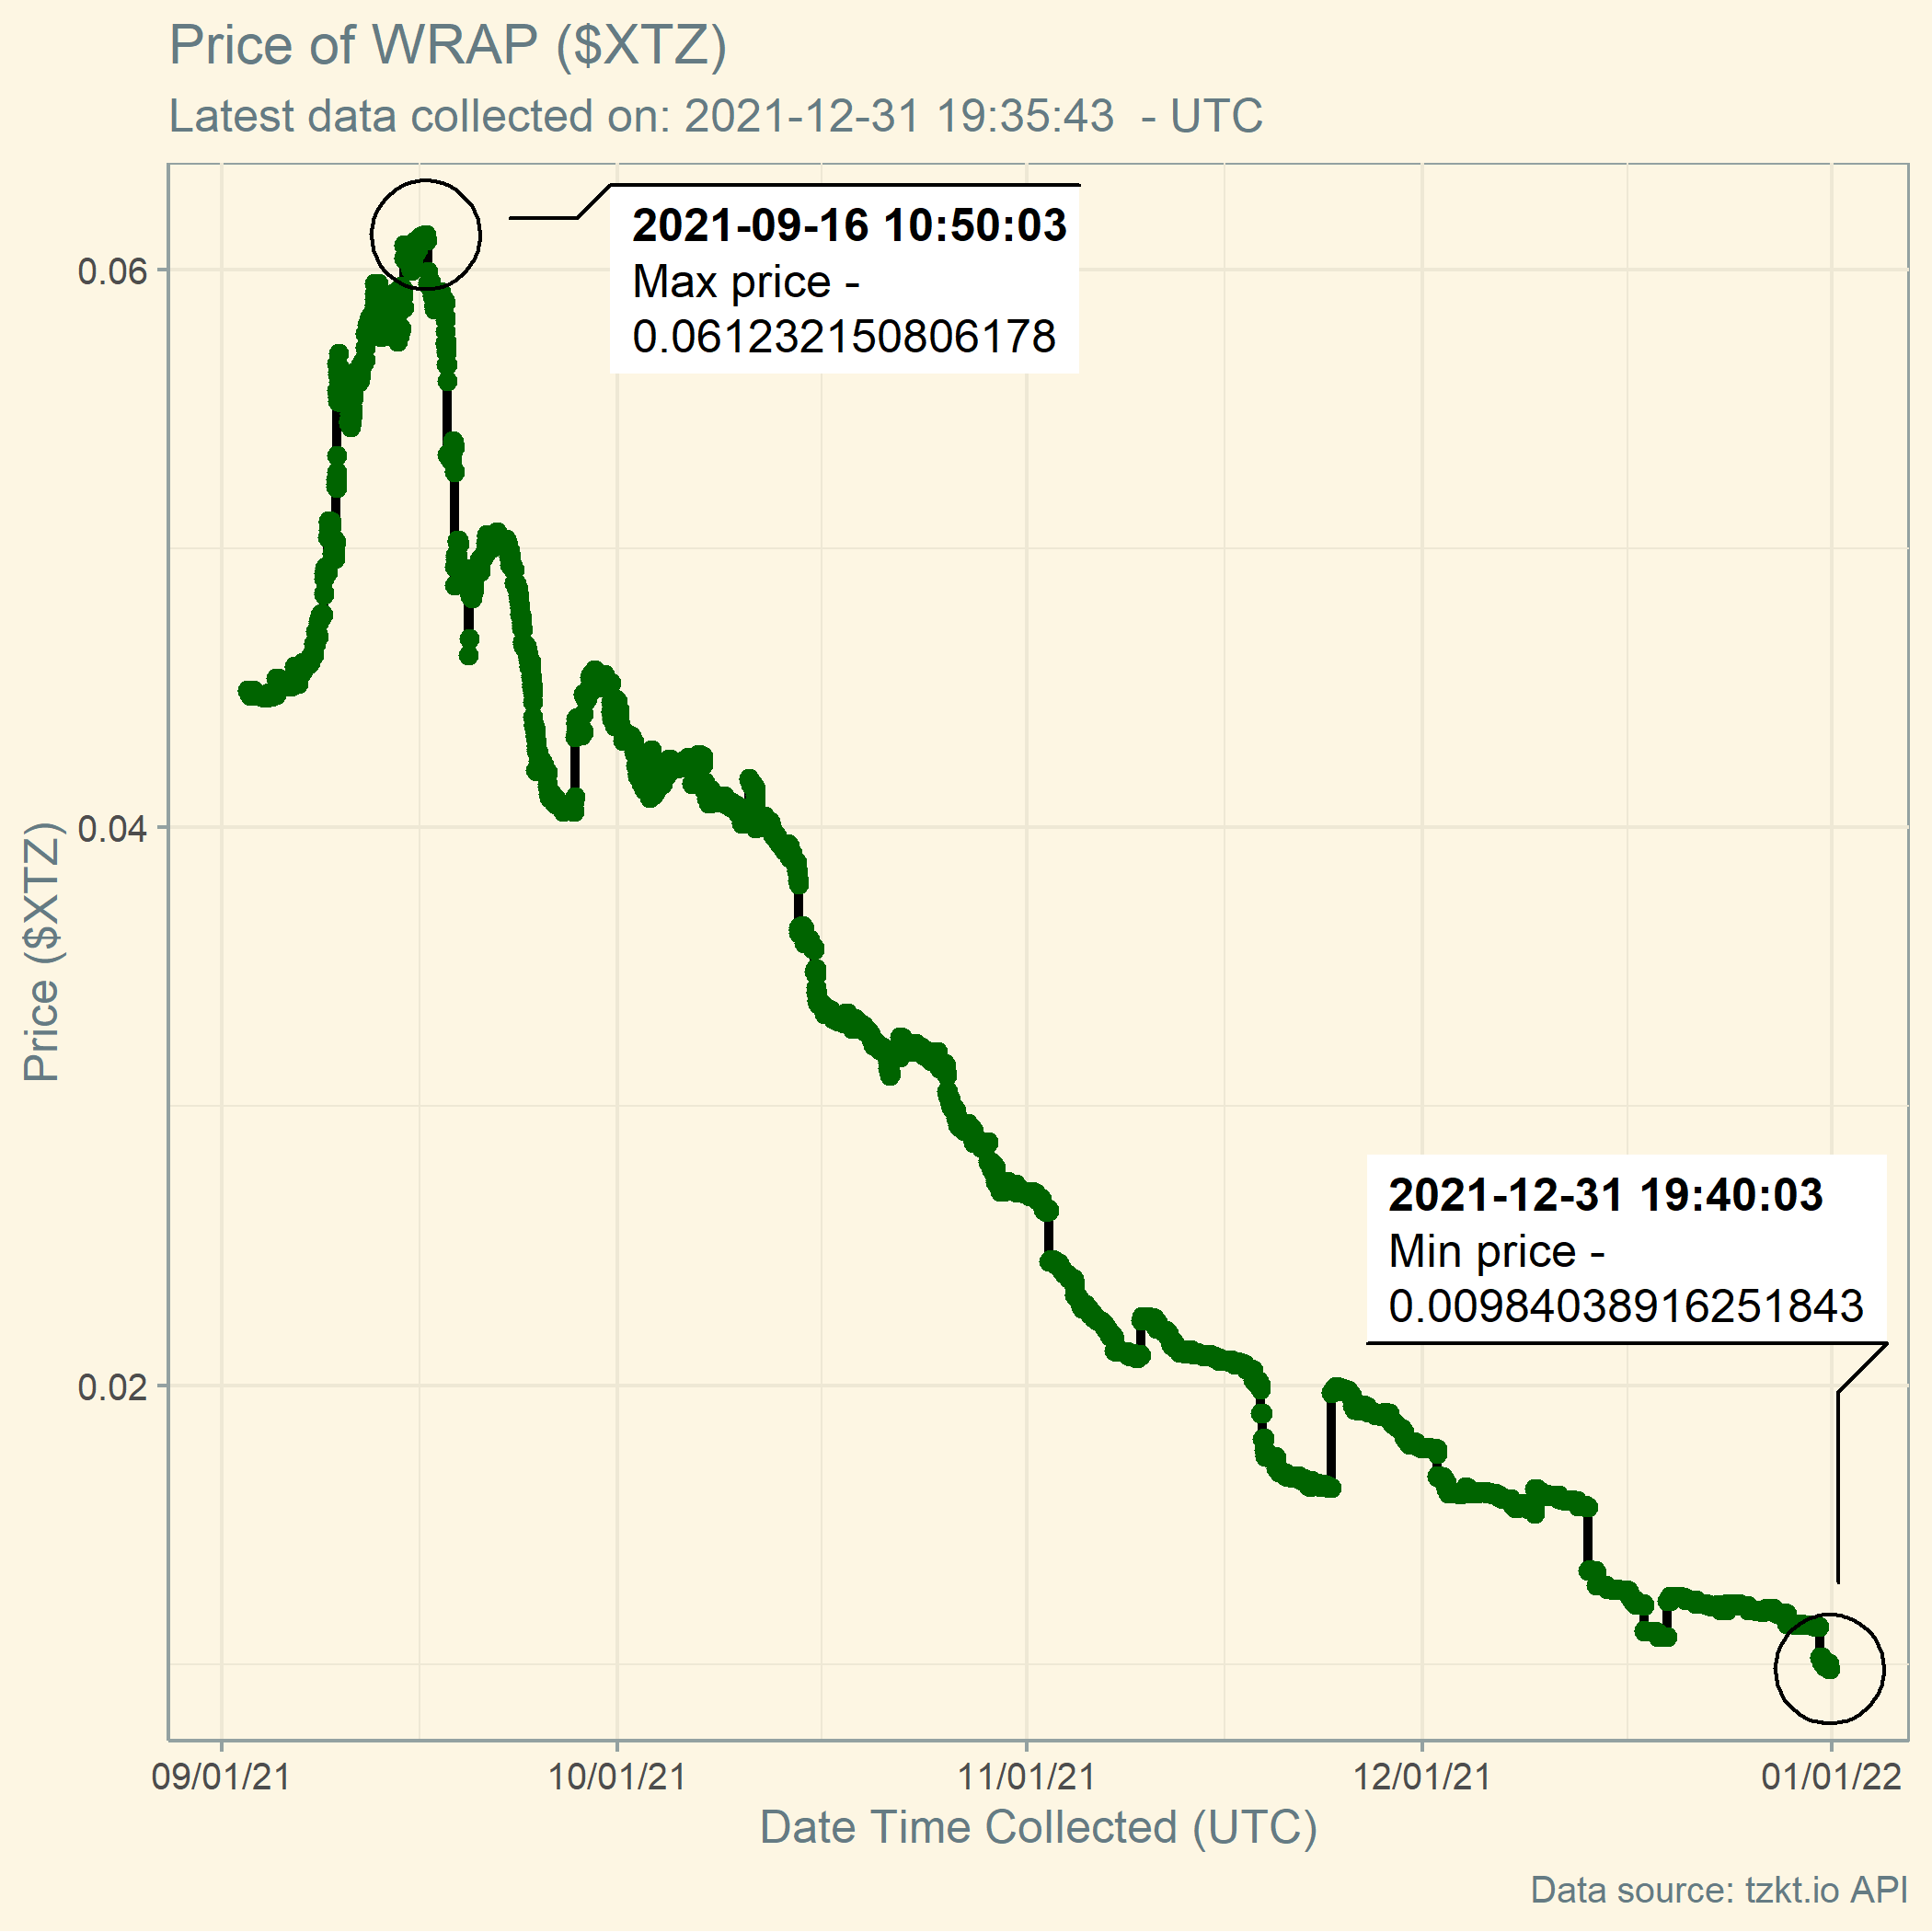 Price of WRAP ($XTZ)
Latest data collected on: 2021-12-31 19:35:43  - UTC
2021-09-16 10:50:03
Max price -
0.061232150806178
0.06
0.04
0.02
Price ($XTZ)
2021-12-31 19:40:03
Min price -
0.00984038916251843
09/01/21
10/01/21
11/01/21
12/01/21
01/01/22
Date Time Collected (UTC)
Data source: tzkt.io API